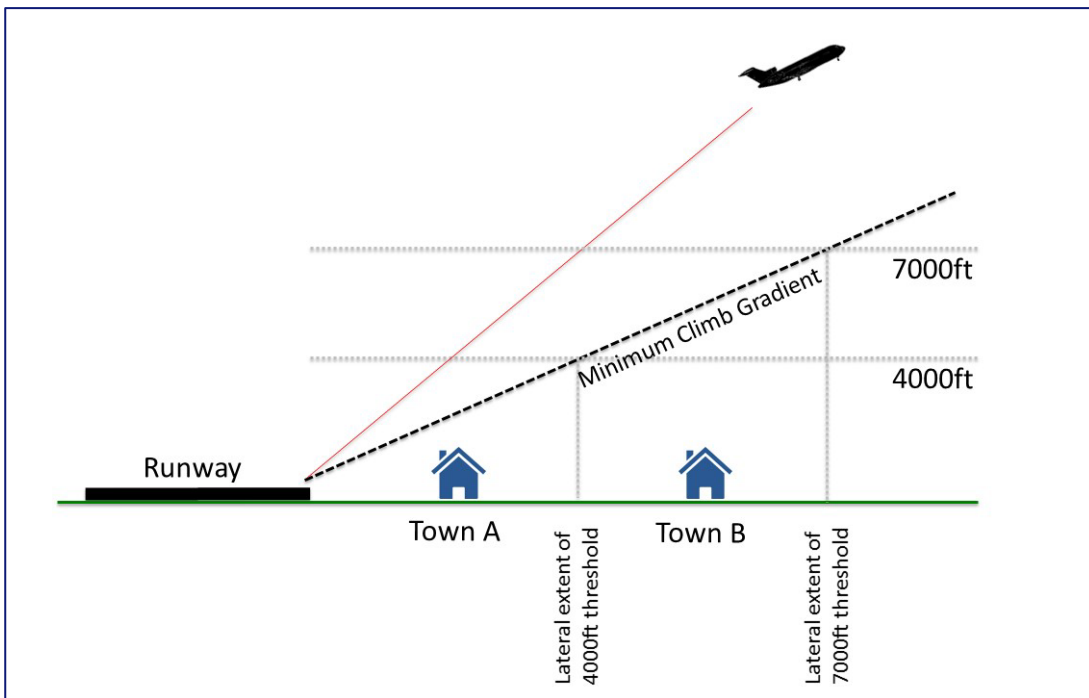 7000ft
Minimum Climb Gradient
4000ft
Runway
Town A
Town B
Lateral extent of
4000ft threshold
Lateral extent of
7000ft threshold